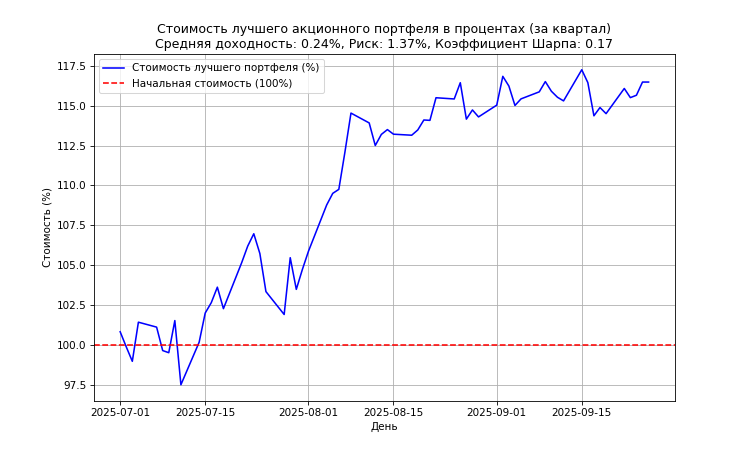 Стоимость лучшего акционного портфеля в процентах (за квартал)
Средняя доходность: 0.24%, Риск: 1.37%, Коэффициент Шарпа: 0.17
Стоимость лучшего портфеля (%)
Начальная стоимость (100%)
Стоимость (%)
117.5
115.0
112.5
110.0
107.5
105.0
102.5
100.0
97.5
2025-07-01 2025-07-15 2025-08-01 2025-08-15 2025-09-01 2025-09-15
День